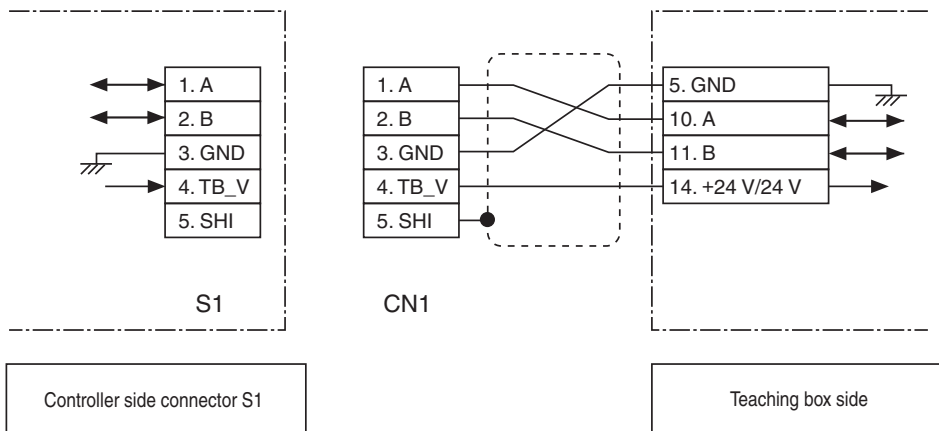 1. A
2. B
3. GND
4. TB_V
5. SHI
S1
1. A
2. B
3. GND
4. TB_V
5. SHI
CN1
5. GND
10. A
11. B
14. +24 V/24 V
Controller side connector S1
Teaching box side